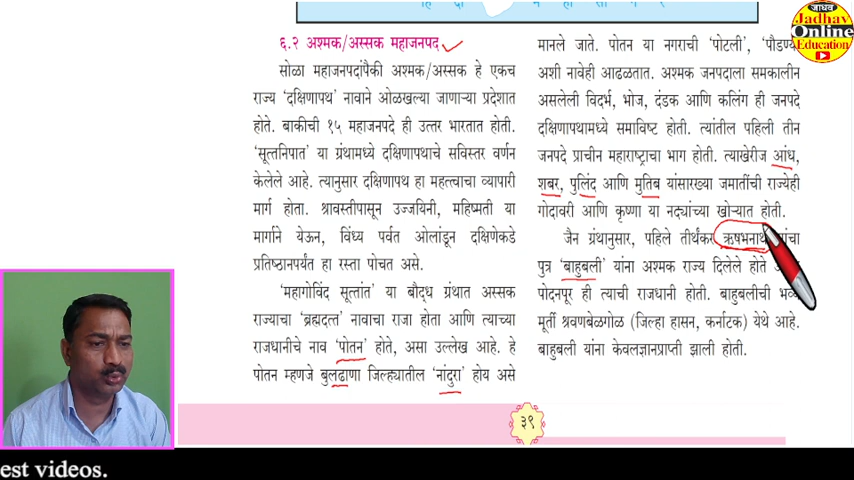 ६.२ अश्मक/अस्सक महाजनपद
सोळा महाजनपदांपैकी अश्मक/अस्सक हे एकच
राज्य ‘दक्षिणापथ’ नावाने ओळखल्या जाणाऱ्या प्रदेशात
होते. बाकीची १५ महाजनपदे ही उत्तर भारतात होती.
‘सूत्तनिपात’ या ग्रंथामध्ये दक्षिणापथाचे सविस्तर वर्णन
केलेले आहे. त्यानुसार दक्षिणापथ हा महत्त्वाचा व्यापारी
मार्ग होता. श्रावस्तीपासून उज्जयिनी, महिष्मती या
मार्गाने येऊन, विंध्य पर्वत ओलांडून दक्षिणेकडे
प्रतिष्ठानपर्यंत हा रस्ता पोचत असे.
‘महागोविंद सूत्तांत’ या बौद्ध ग्रंथात अस्सक
राज्याचा ‘ब्रह्मदत्त’ नावाचा राजा होता आणि त्याच्या
राजधानीचे नाव ‘पोतन’ होते, असा उल्लेख आहे. हे
पोतन म्हणजे बुलढाणा जिल्ह्यातील ‘नांदुरा’ होय असे
मानले जाते. पोतन या नगराची ‘पोटली’,
अशी नावेही आढळतात. अश्मक जनपदाला समकालीन
असलेली विदर्भ, भोज, दंडक आणि कलिंग ही जनपदे
दक्षिणापथामध्ये समाविष्ट होती. त्यांतील पहिली तीन
जनपदे प्राचीन महाराष्ट्राचा भाग होती. त्याखेरीज आंध्र,
शबर, पुलिंद आणि मुतिब यांसारख्या जमातींची राज्येही
गोदावरी आणि कृष्णा या नद्यांच्या खोऱ्यात होती.
जैन ग्रंथानुसार, पहिले तीर्थंकर ऋषभनाथ
पुत्र ‘बाहुबली’ यांना अश्मक राज्य दिलेले होते
पोदनपूर ही त्याची राजधानी होती. बाहुबलीची भव्य
मूर्ती श्रवणबेळगोळ (जिल्हा हासन, कर्नाटक) येथे आहे.
बाहुबली यांना केवलज्ञानप्राप्ती झाली होती.
३९
जाधव
Jadhav
Online
Education
est videos.